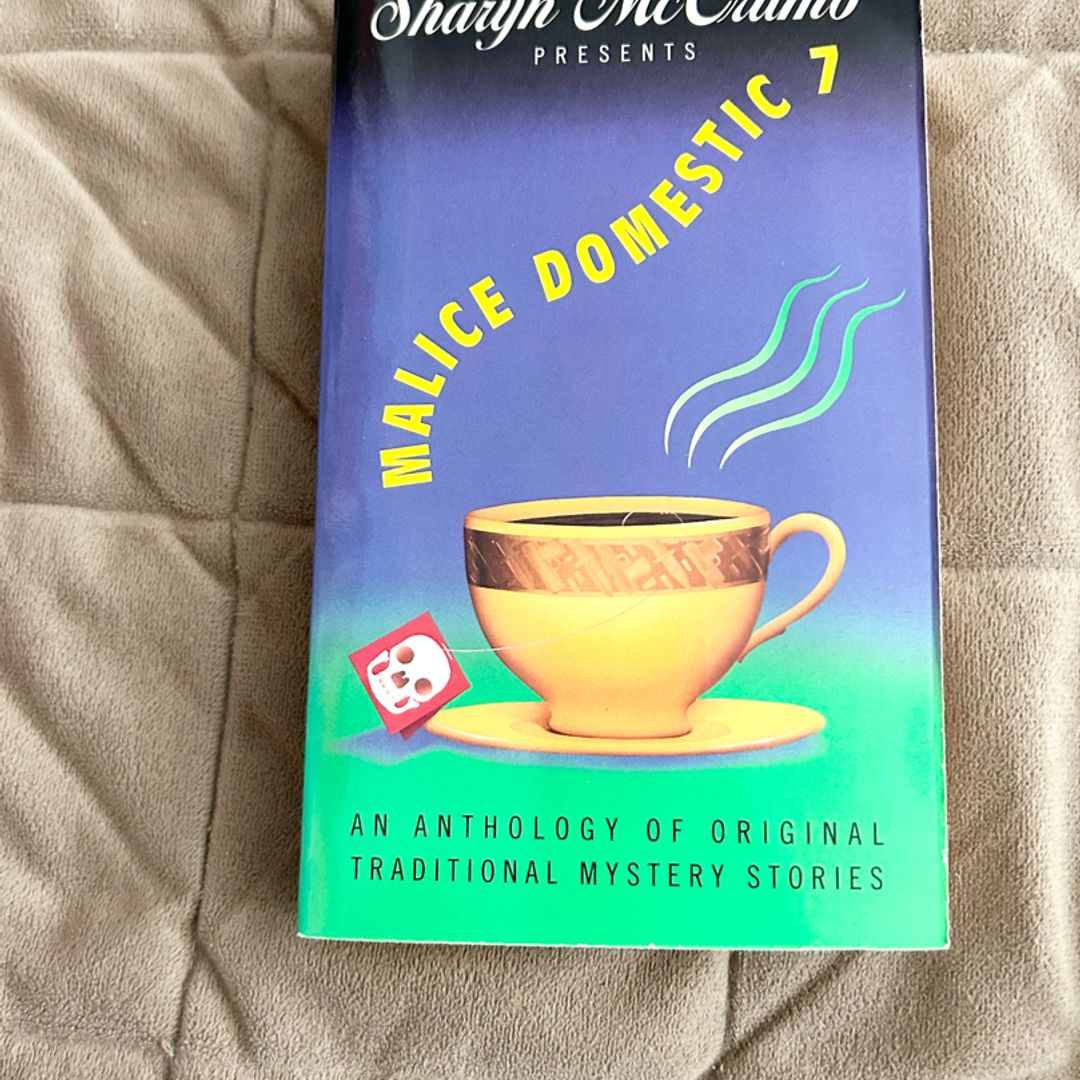 Sharyn McCrumb
PRESENTS
MALICE DOMESTIC 7
AN ANTHOLOGY OF ORIGINAL
TRADITIONAL MYSTERY STORIES